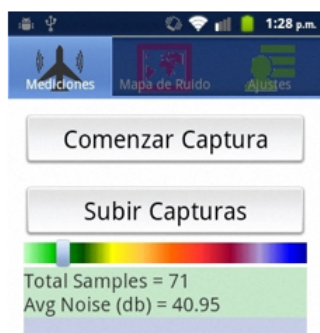 1:28 p.m.
Mediciones Mapa de Ruido Ajustes
Comenzar Captura
Subir Capturas
Total Samples = 71
Avg Noise (db) = 40.95